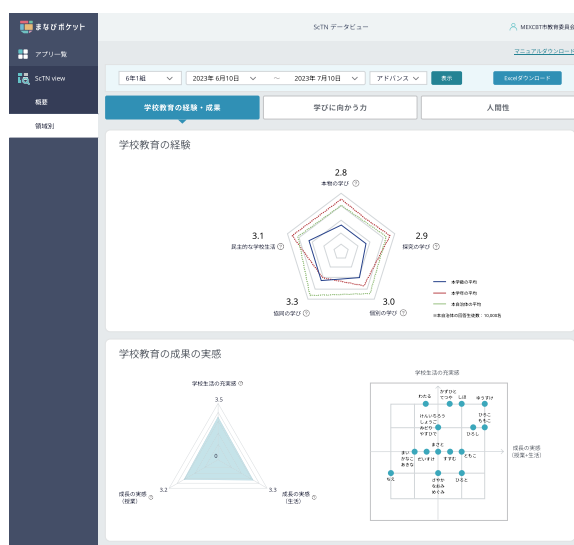 まなびポケット
ScTN データビュー
MEXCBT市教育委員会
アプリ一覧
マニュアルダウンロード
ScTN view
6年1組
2023年 6月10日
～
2023年 7月10日
アドバンス
表示
Excelダウンロード
概要
学校教育の経験・成果
学びに向かう力
人間性
領域別
学校教育の経験
2.8
本物の学び ?
3.1
民主的な学校生活 ?
2.9
探究の学び ?
3.3
協同の学び ?
3.0
個別の学び ?
本学級の平均
本学年の平均
本自治体の平均
※本自治体の回答生徒数：10,000名
学校教育の成果の実感
学校生活の充実感 ?
3.5
0
3.2
成長の実感 ?
（授業）
3.3
成長の実感 ?
（生活）
学校生活の充実感
わたる
かずひと
てつや
しほ
ゆうすけ
けんいちろう
しょうご
みどり
やすひで
ひろこ
ももこ
ひろし
まさと
まい
かなこ
あきな
だいすけ
すすむ
ともこ
成長の実感
（授業+生活）
ちえ
さやか
なおみ
めぐみ
ひろと